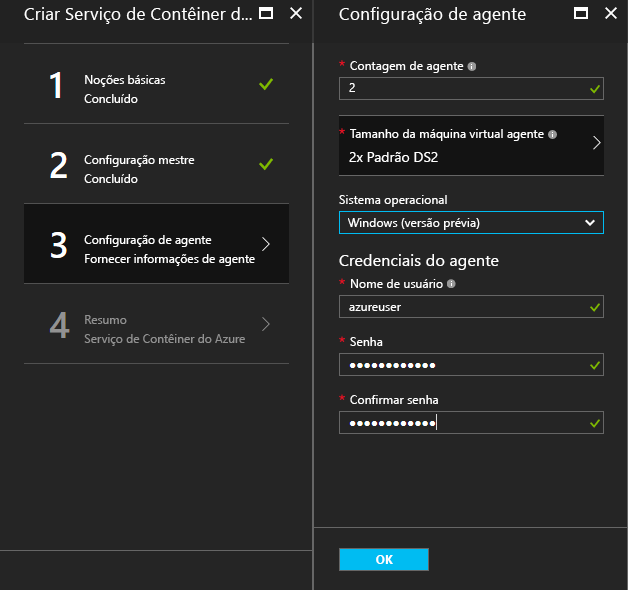 Criar Serviço de Contêiner d...
1
Noções básicas
Concluído
2
Configuração mestre
Concluído
3
Configuração de agente
Fornecer informações de agente
4
Resumo
Serviço de Contêiner do Azure
Configuração de agente
* Contagem de agente
2
* Tamanho da máquina virtual agente
2x Padrão DS2
Sistema operacional
Windows (versão prévia)
Credenciais do agente
* Nome de usuário
azureuser
* Senha
••••••••••••
* Confirmar senha
••••••••••••
OK